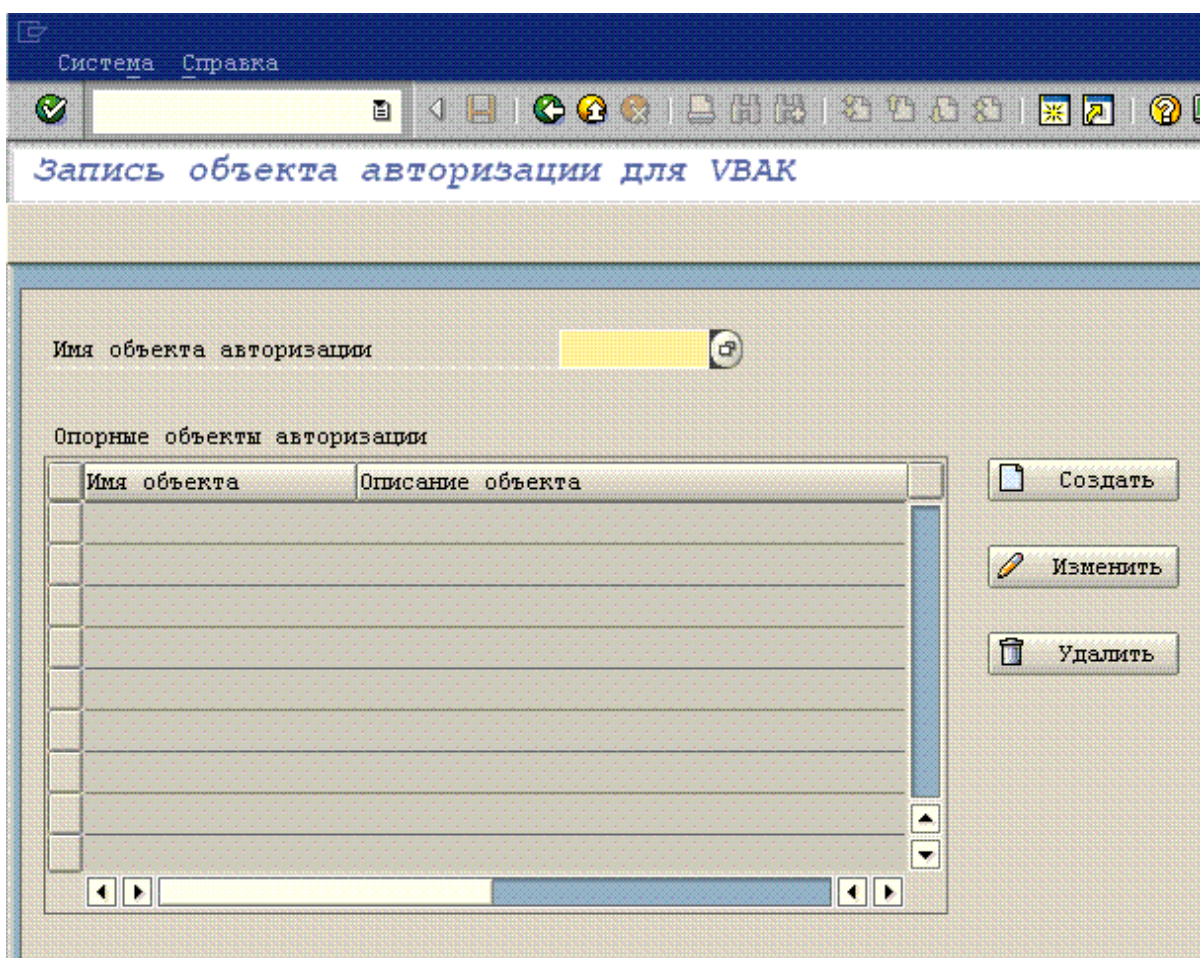 Система Справка
Запись объекта авторизации для VBAK
Имя объекта авторизации
Опорные объекты авторизации
Имя объекта Описание объекта
Создать
Изменить
Удалить